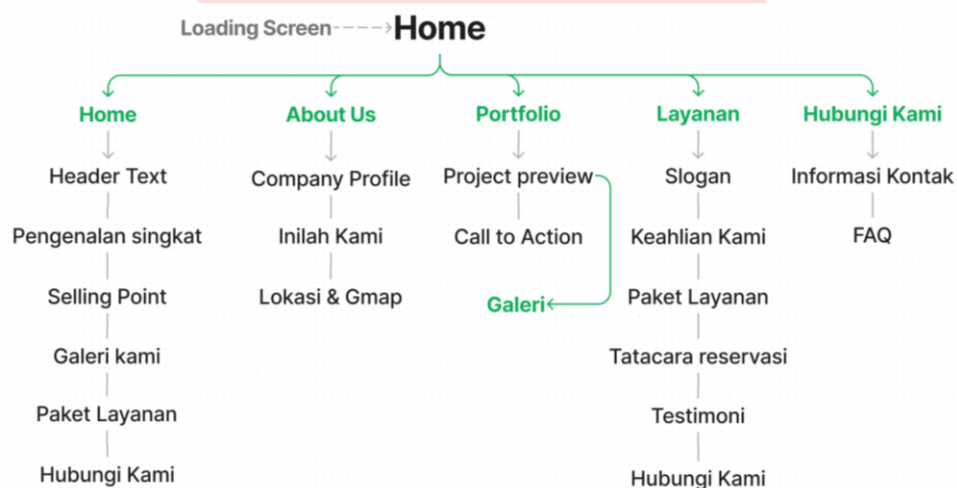 Loading Screen
Home
Home
Header Text
Pengenalan singkat
Selling Point
Galeri kami
Paket Layanan
Hubungi Kami
About Us
Company Profile
Inilah Kami
Lokasi & Gmap
Portfolio
Project preview
Call to Action
Galeri
Layanan
Slogan
Keahlian Kami
Paket Layanan
Tatacara reservasi
Testimoni
Hubungi Kami
Hubungi Kami
Informasi Kontak
FAQ